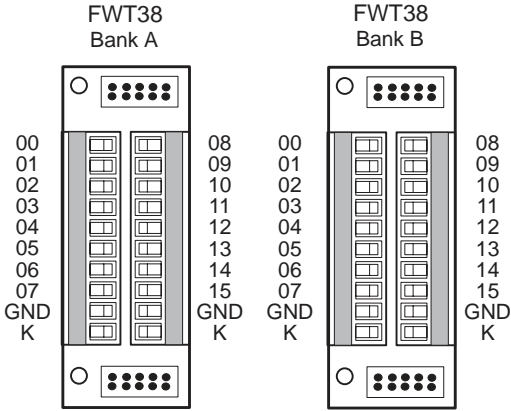 FWT38 FWT38
Bank A Bank B
00 08 00 08
01 09 01 09
02 10 02 10
03 11 03 11
04 12 04 12
05 13 05 13
06 14 06 14
07 15 07 15
GND GND GND GND
K K K K